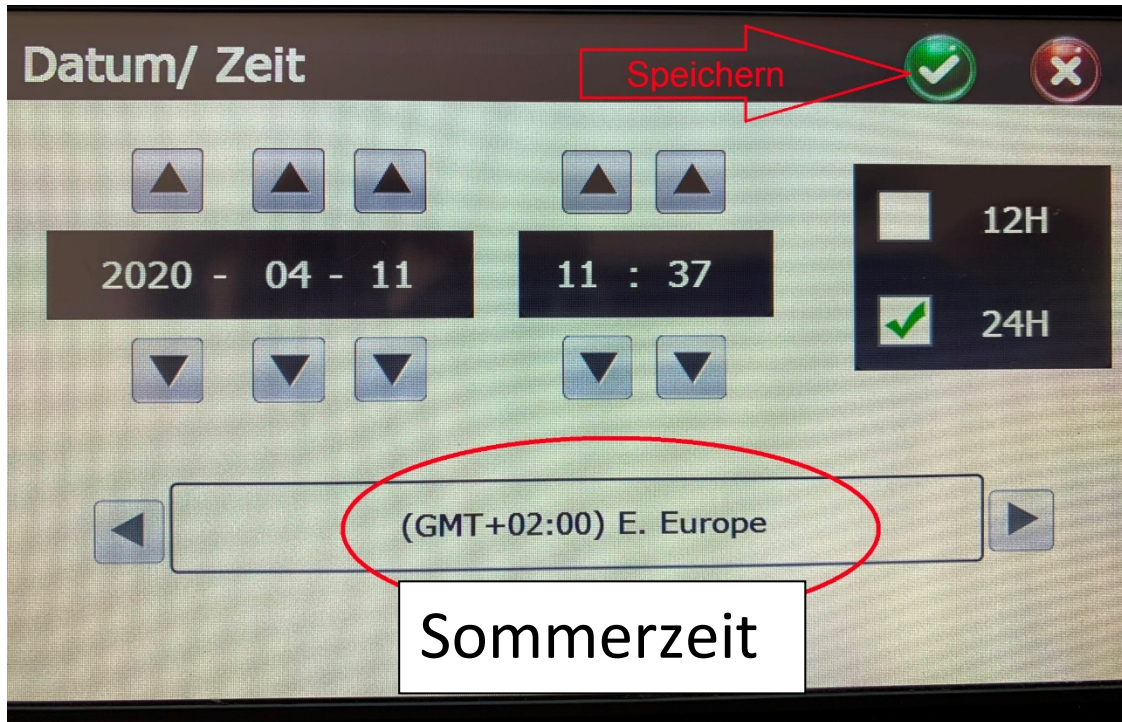 Datum/ Zeit
Speichern
2020 - 04 - 11
11 : 37
12H
24H
(GMT+02:00) E. Europe
Sommerzeit